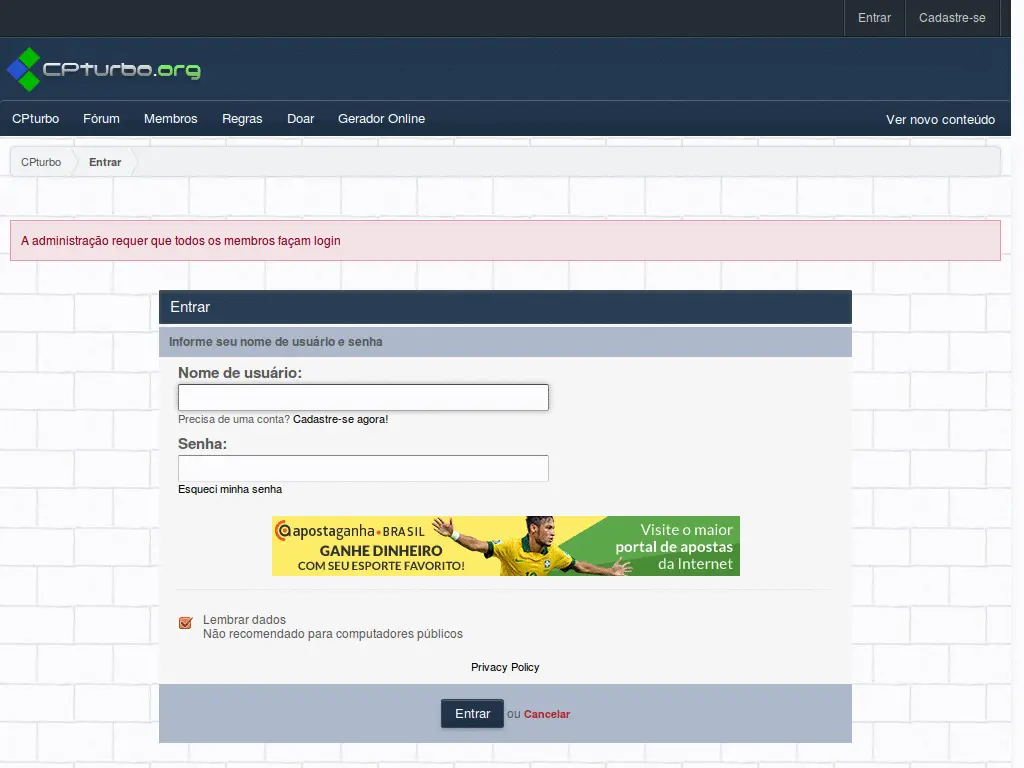 Entrar
Cadastre-se
CPturbo.org
CPturbo
Fórum
Membros
Regras
Doar
Gerador Online
Ver novo conteúdo
CPturbo
Entrar
A administração requer que todos os membros façam login
Entrar
Informe seu nome de usuário e senha
Nome de usuário:
Precisa de uma conta? Cadastre-se agora!
Senha:
Esqueci minha senha
apostaganha•BRASIL
GANHE DINHEIRO
COM SEU ESPORTE FAVORITO!
Visite o maior
portal de apostas
da Internet
Lembrar dados
Não recomendado para computadores públicos
Privacy Policy
Entrar ou Cancelar